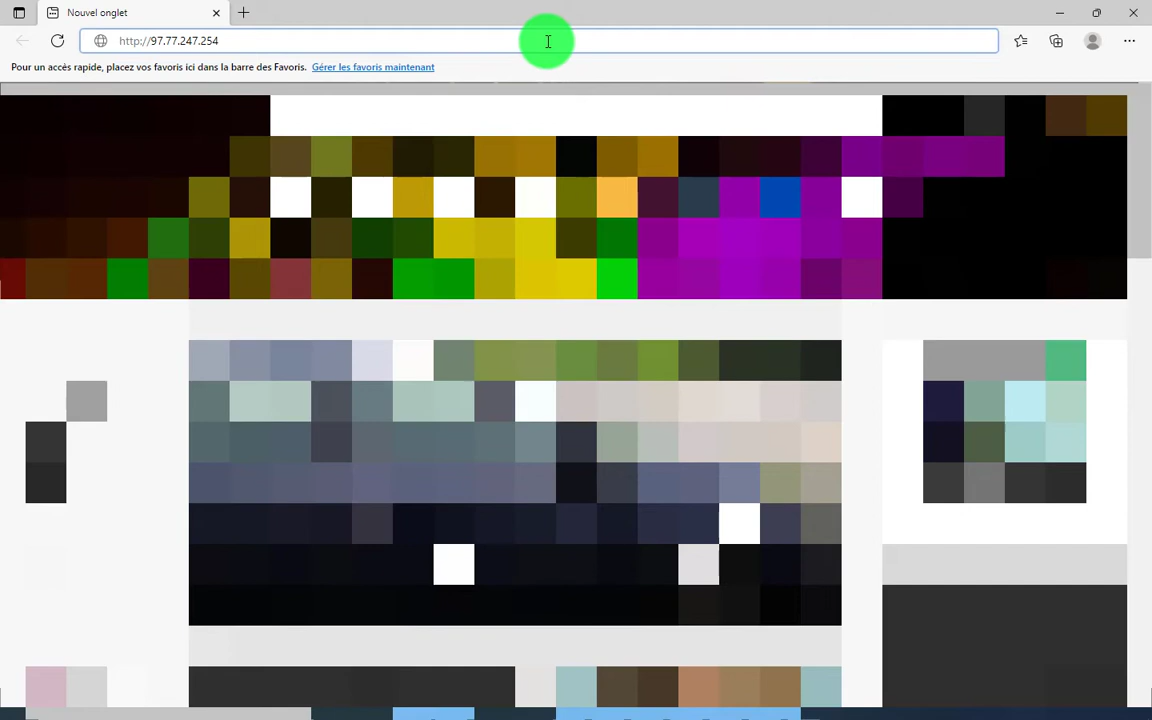 Nouvel onglet
http://97.77.247.254
Pour un accès rapide, placez vos favoris ici dans la barre des Favoris. Gérer les favoris maintenant